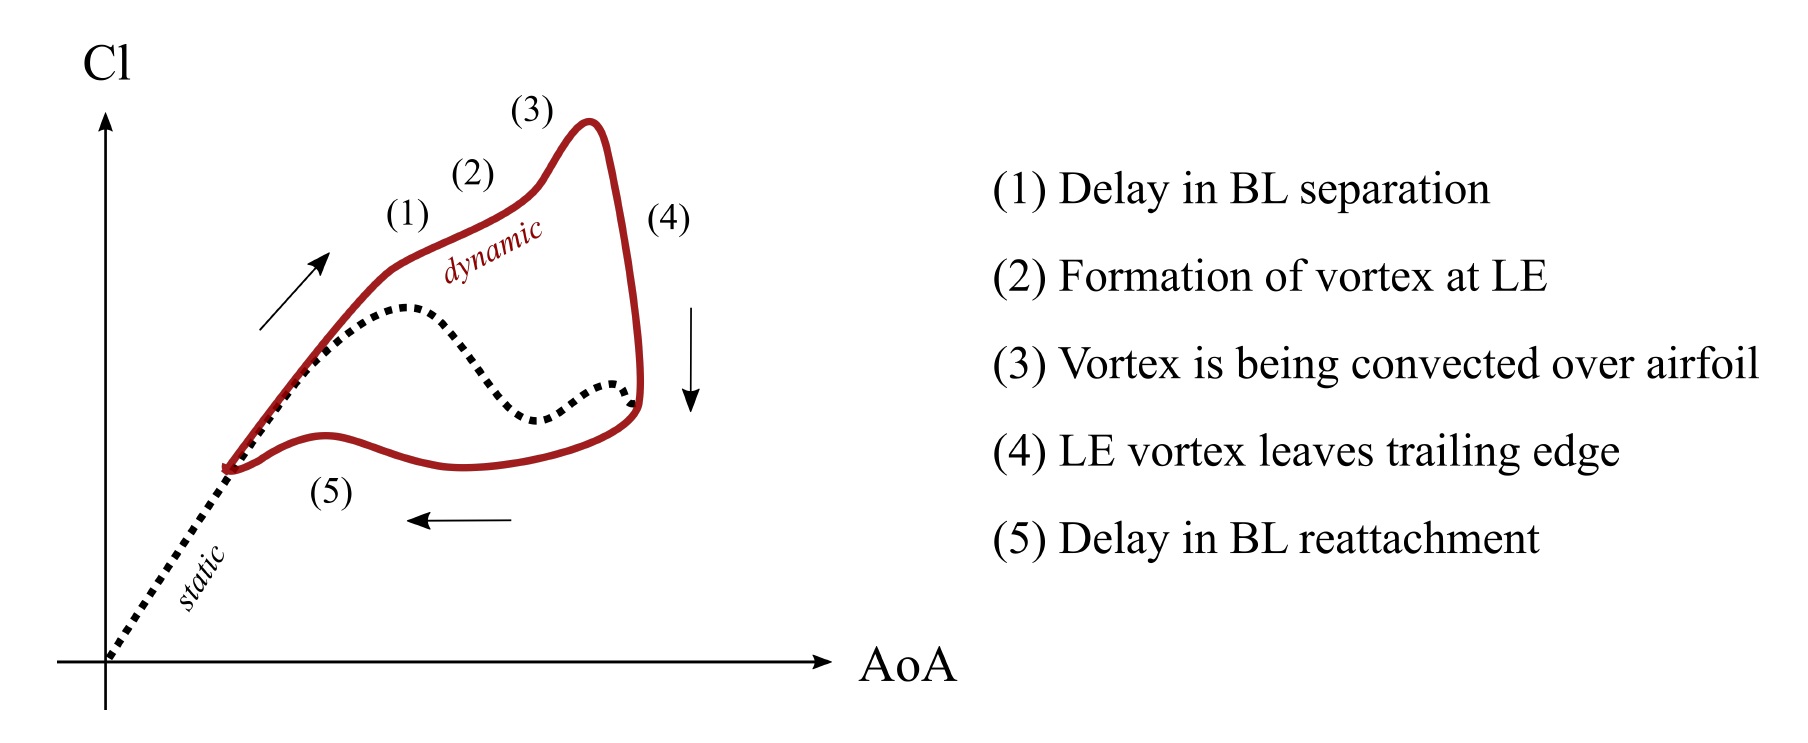 Cl
(3)
(2)
(1)
(4)
dynamic
(5)
static
AoA
(1) Delay in BL separation
(2) Formation of vortex at LE
(3) Vortex is being convected over airfoil
(4) LE vortex leaves trailing edge
(5) Delay in BL reattachment